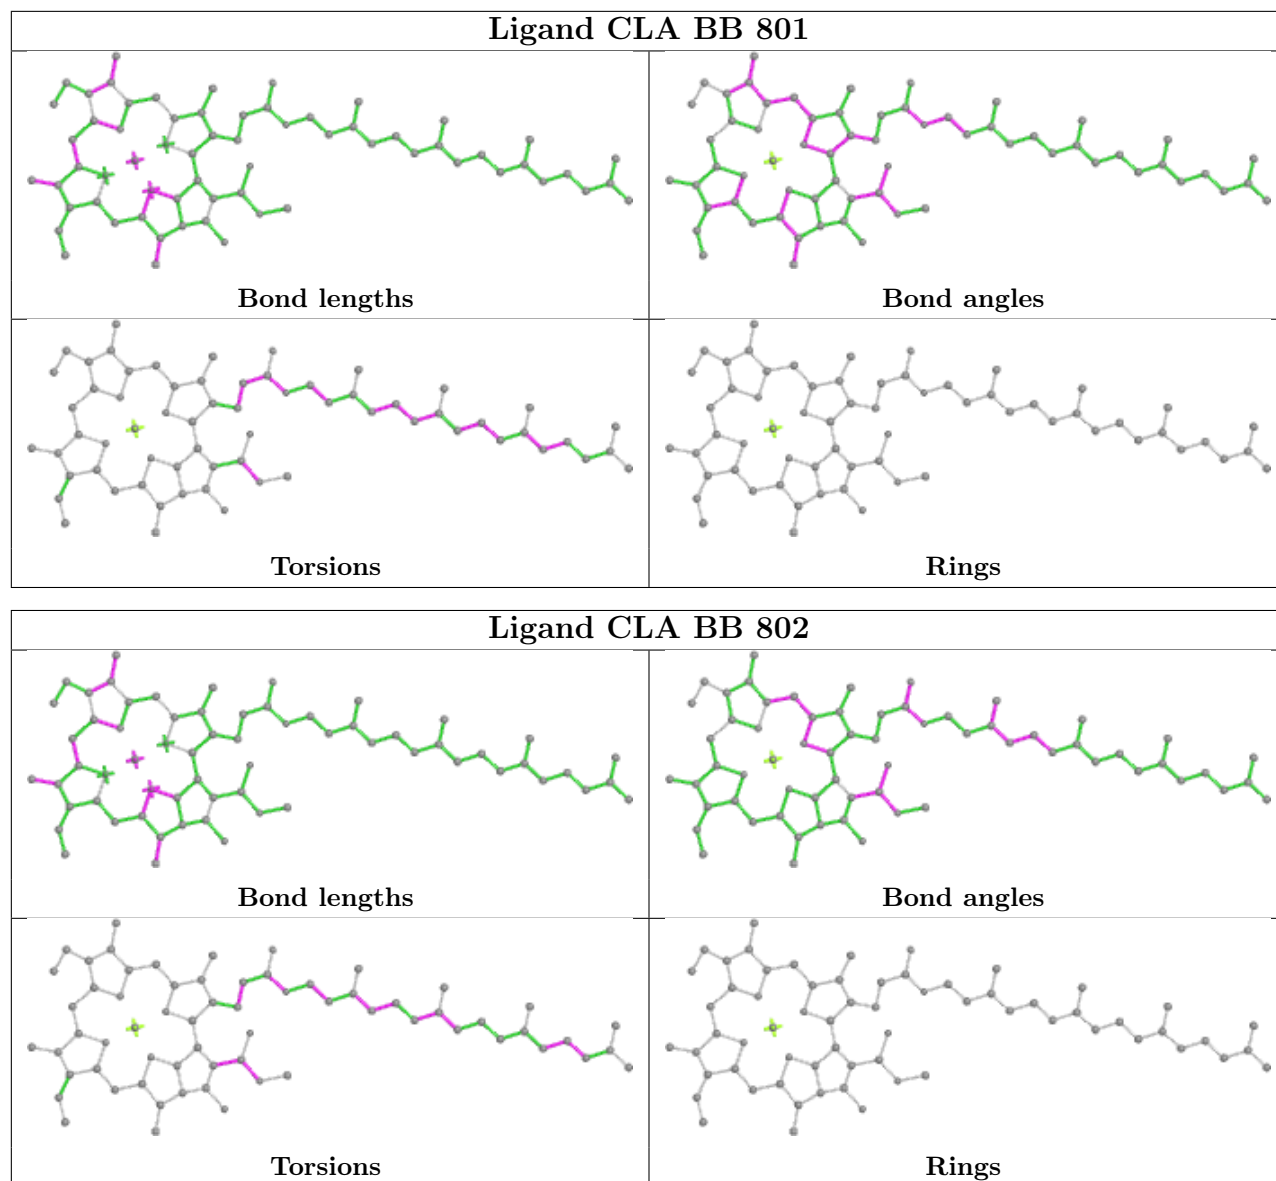 Ligand CLA BB 801
Bond lengths
Bond angles
Torsions
Rings
Ligand CLA BB 802
Bond lengths
Bond angles
Torsions
Rings